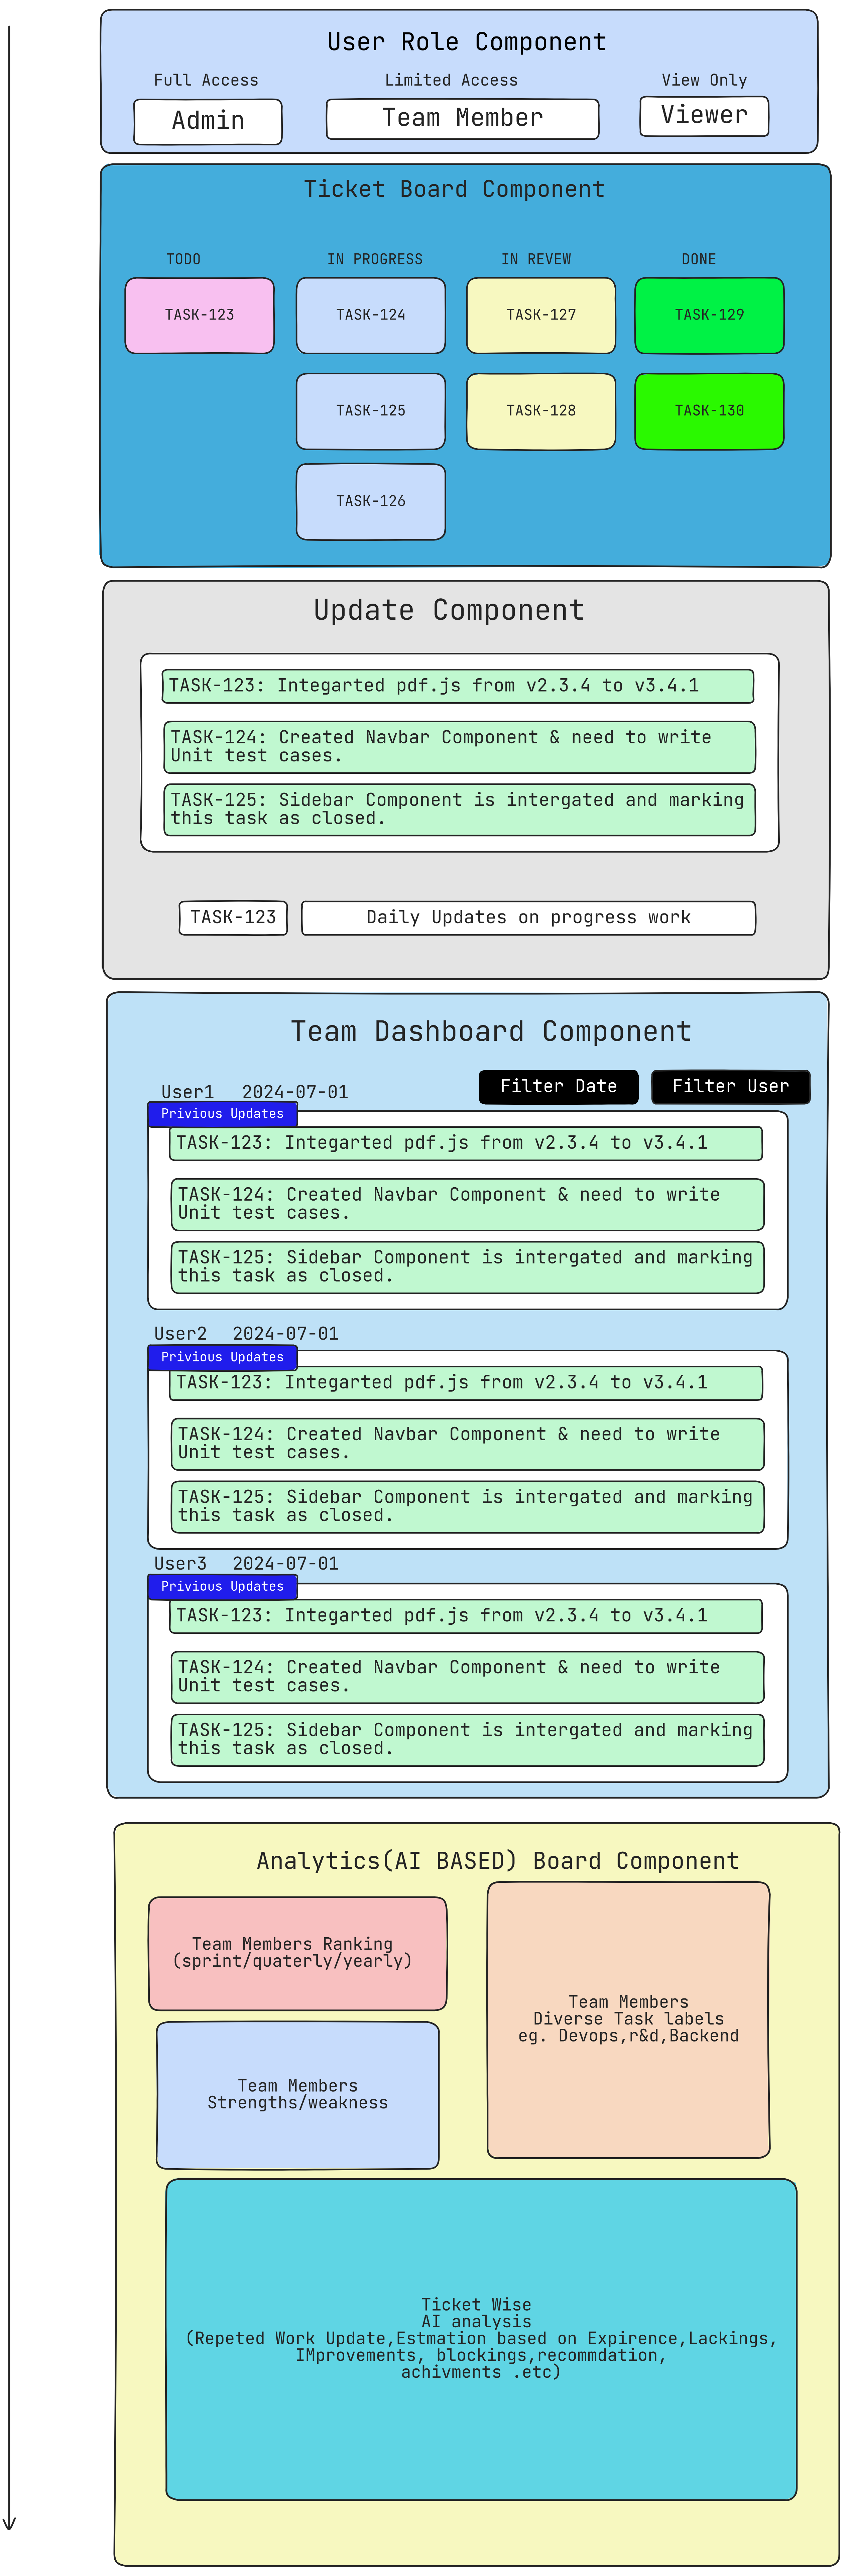 User Role Component
Full Access
Limited Access
View Only
Admin
Team Member
Viewer
Ticket Board Component
TODO
IN PROGRESS
IN REVEW
DONE
TASK-123
TASK-124
TASK-127
TASK-129
TASK-125
TASK-128
TASK-130
TASK-126
Update Component
TASK-123: Integarted pdf.js from v2.3.4 to v3.4.1
TASK-124: Created Navbar Component & need to write
Unit test cases.
TASK-125: Sidebar Component is intergated and marking
this task as closed.
TASK-123
Daily Updates on progress work
Team Dashboard Component
Filter Date
Filter User
User1 2024-07-01
Privious Updates
TASK-123: Integarted pdf.js from v2.3.4 to v3.4.1
TASK-124: Created Navbar Component & need to write
Unit test cases.
TASK-125: Sidebar Component is intergated and marking
this task as closed.
User2 2024-07-01
Privious Updates
TASK-123: Integarted pdf.js from v2.3.4 to v3.4.1
TASK-124: Created Navbar Component & need to write
Unit test cases.
TASK-125: Sidebar Component is intergated and marking
this task as closed.
User3 2024-07-01
Privious Updates
TASK-123: Integarted pdf.js from v2.3.4 to v3.4.1
TASK-124: Created Navbar Component & need to write
Unit test cases.
TASK-125: Sidebar Component is intergated and marking
this task as closed.
Analytics(AI BASED) Board Component
Team Members Ranking
(sprint/quaterly/yearly)
Team Members
Diverse Task labels
eg. Devops,r&d,Backend
Team Members
Strengths/weakness
Ticket Wise
AI analysis
(Repeted Work Update,Estmation based on Expirence,Lackings,
IMprovements, blockings,recommdation,
achivments .etc)